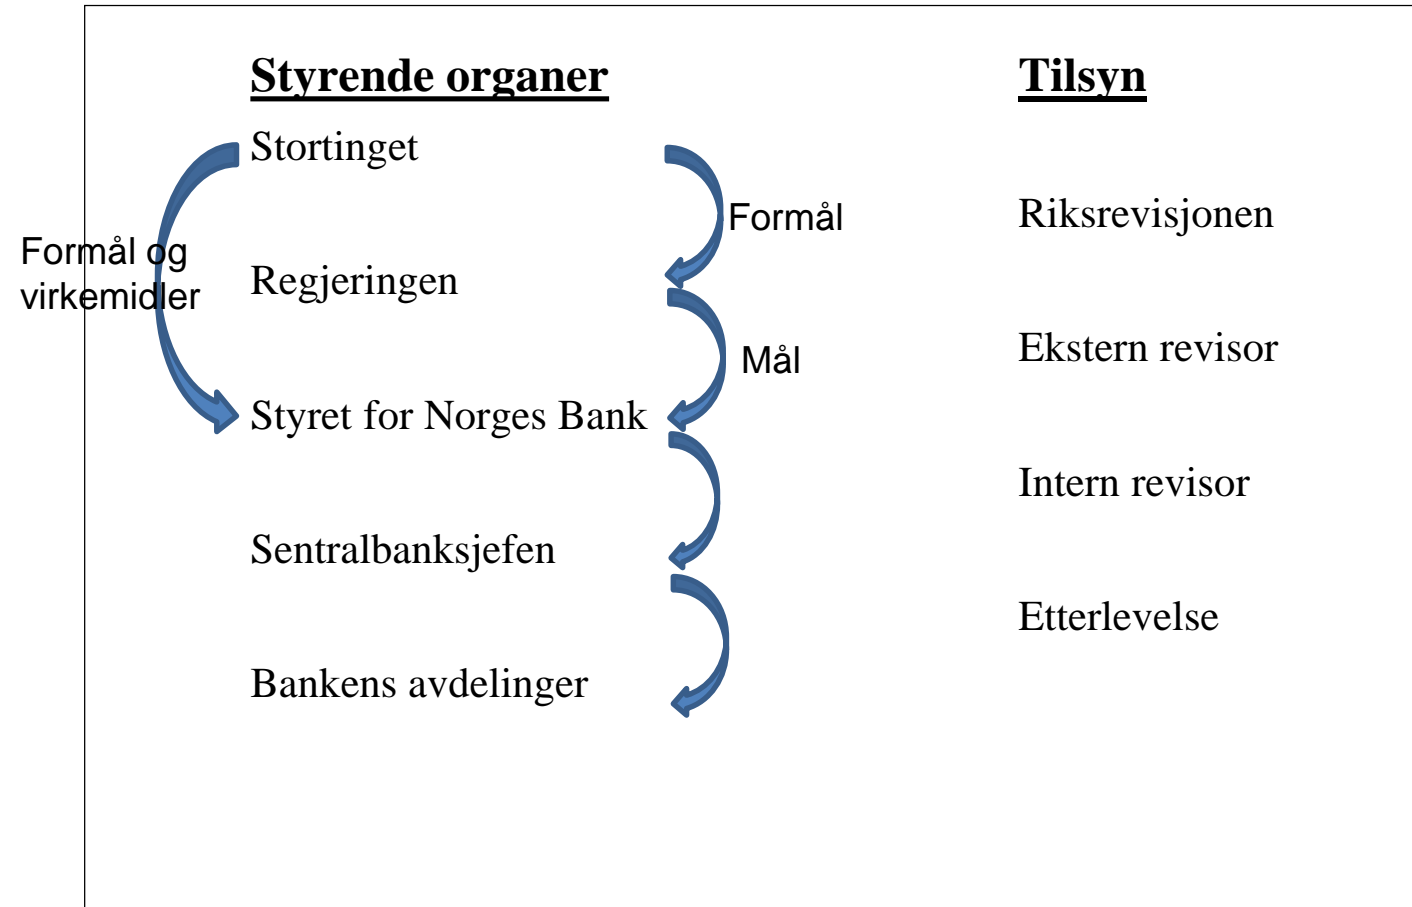 Styrende organer
Tilsyn
Stortinget
Formål
Riksrevisjonen
Formål og
virkemidler
Regjeringen
Mål
Ekstern revisor
Styret for Norges Bank
Intern revisor
Sentralbanksjefen
Etterlevelse
Bankens avdelinger